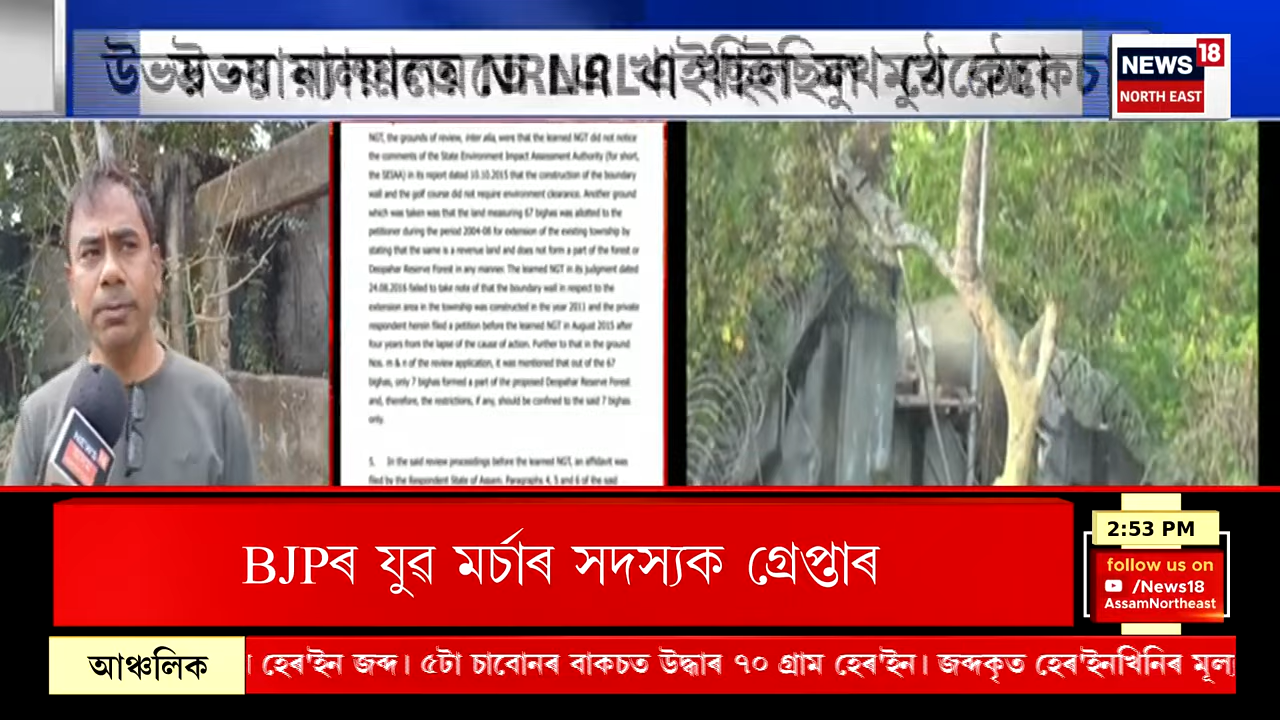 NEWS 18
NORTH EAST
NGT, the grounds of review, inter alia, were that the learned NGT did not notice
the comments of the State Environment Impact Assessment Authority (for short,
the SEIAA) in its report dated 10.10.2015 that the construction of the boundary
wall and the golf course did not require environment clearance. Another ground
which was taken was that the land measuring 67 bighas was allotted to the
petitioner during the period 2004-08 for extension of the existing township by
stating that the same is a revenue land and does not form a part of the forest or
Deopahar Reserve Forest in any manner. The learned NGT in its judgment dated
24.08.2016 failed to take note of that the boundary wall in respect to the
extension area in the township was constructed in the year 2011 and the private
respondent herein filed a petition before the learned NGT in August 2015 after
four years from the lapse of the cause of action. Further to that in the ground
Nos. m & n of the review application, it was mentioned that out of the 67
bighas, only 7 bighas formed a part of the proposed Deopahar Reserve Forest
and, therefore, the restrictions, if any, should be confined to the said 7 bighas
only.
5. In the said review proceedings before the learned NGT, an affidavit was
filed by the Respondent State of Assam. Paragraphs 4, 5 and 6 of the said
NEWS 18
BJPৰ যুৱ মৰ্চাৰ সদস্যক গ্ৰেপ্তাৰ
2:53 PM
follow us on
/News18
AssamNortheast
আঞ্চলিক
হেৰ'ইন জব্দ। ৫টা চাবোনৰ বাকচত উদ্ধাৰ ৭০ গ্ৰাম হেৰ'ইন। জব্দকৃত হেৰ'ইনখিনিৰ মূল্য